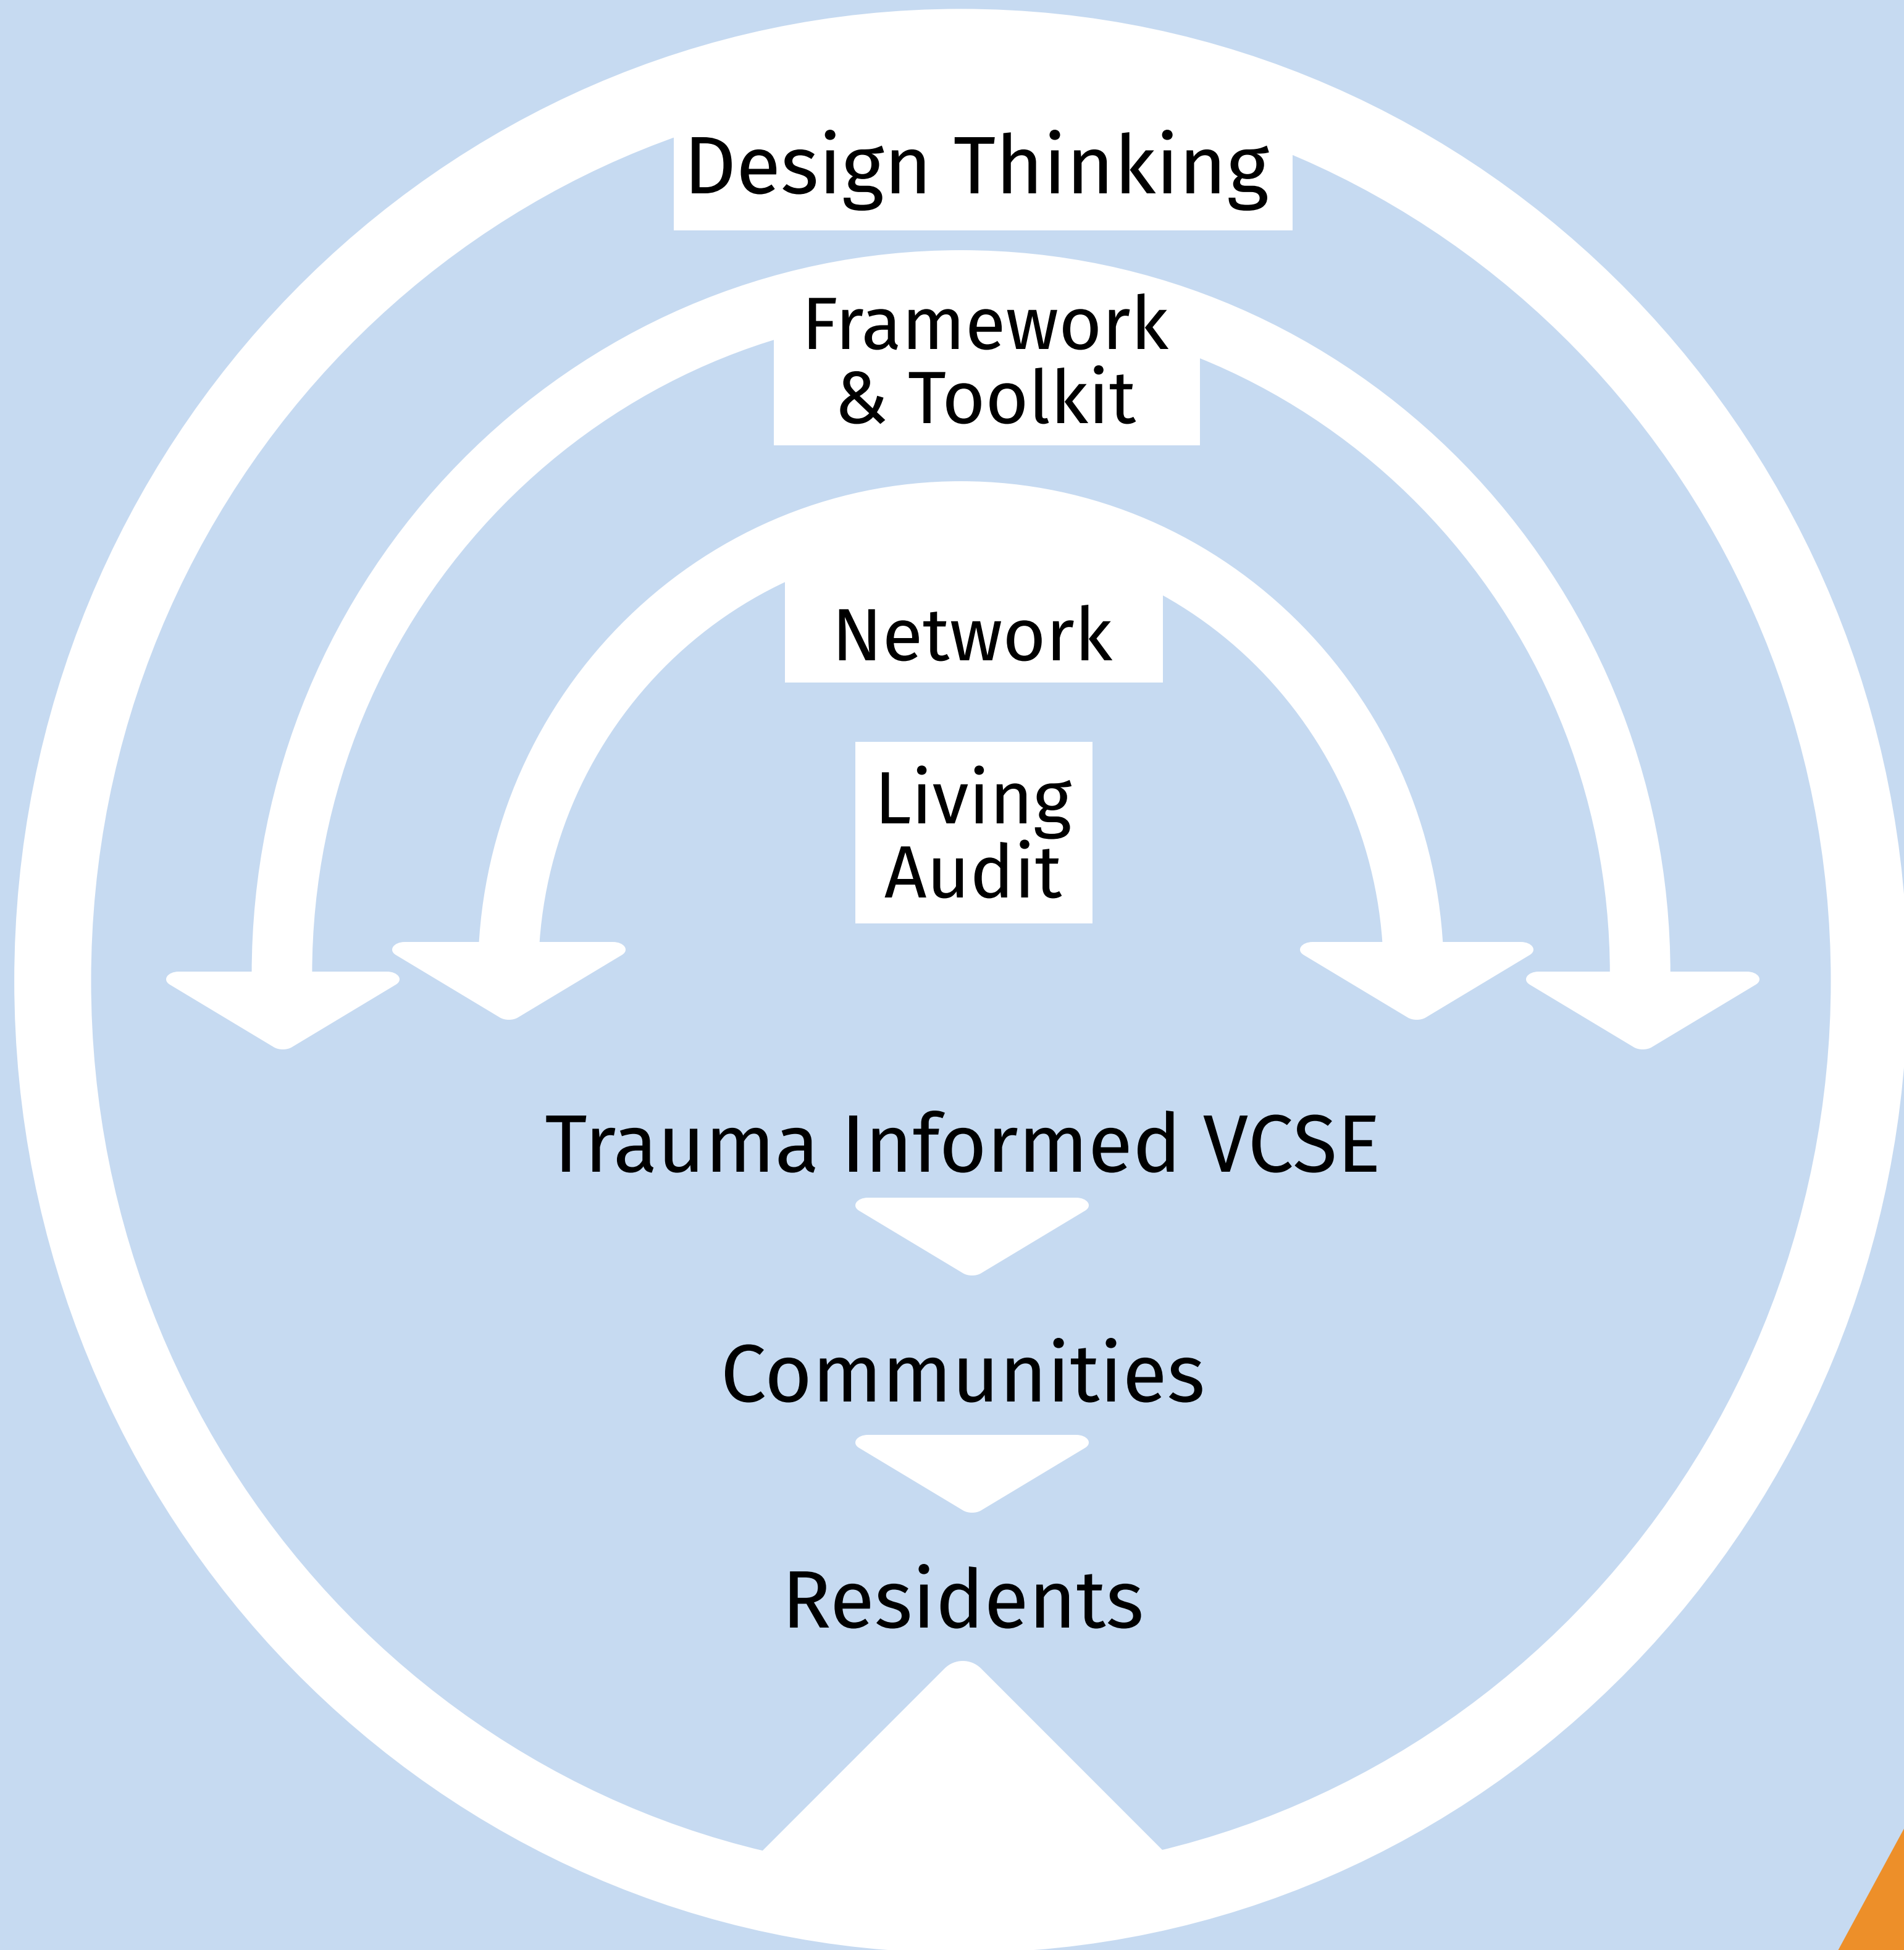 Design Thinking
Framework
& Toolkit
Network
Living
Audit
Trauma Informed VCSE
Communities
Residents